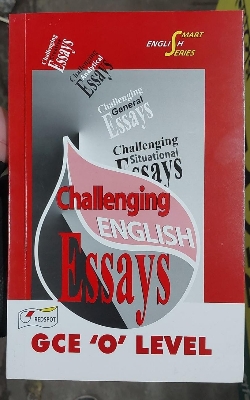 SMART
ENGLISH
SERIES
Challenging
Essays
Challenging
Analytical
Essays
Challenging
General
Essays
Challenging
Situational
Essays
Challenging
ENGLISH
Essays
REDSPOT
GCE 'O' LEVEL